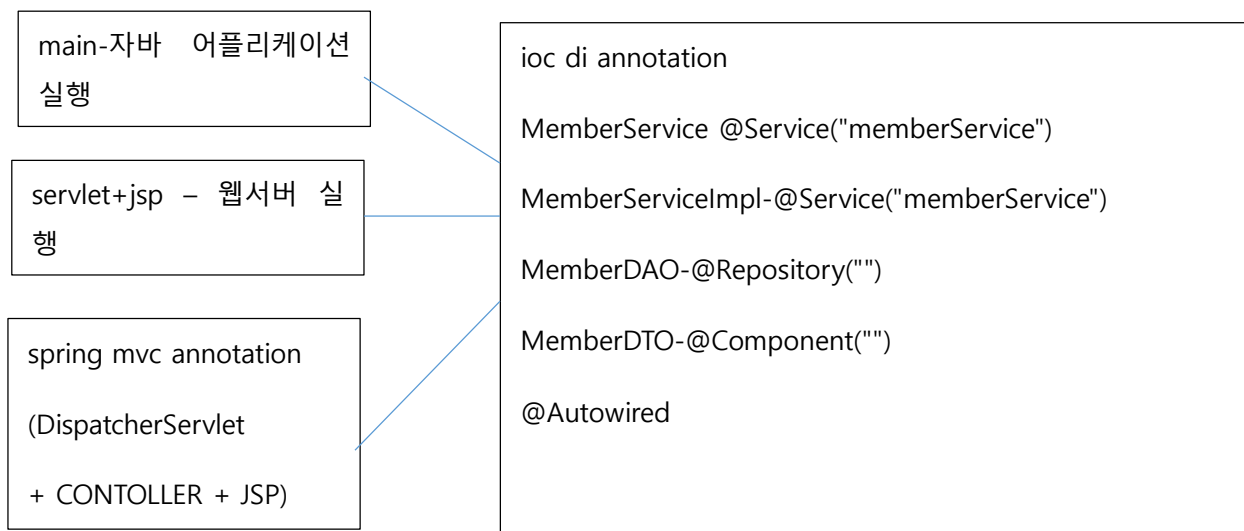 main-자바 어플리케이션
실행
servlet+jsp – 웹서버 실
행
spring mvc annotation
(DispatcherServlet
+ CONTOLLER + JSP)
ioc di annotation
MemberService @Service("memberService")
MemberServiceImpl-@Service("memberService")
MemberDAO-@Repository("")
MemberDTO-@Component("")
@Autowired